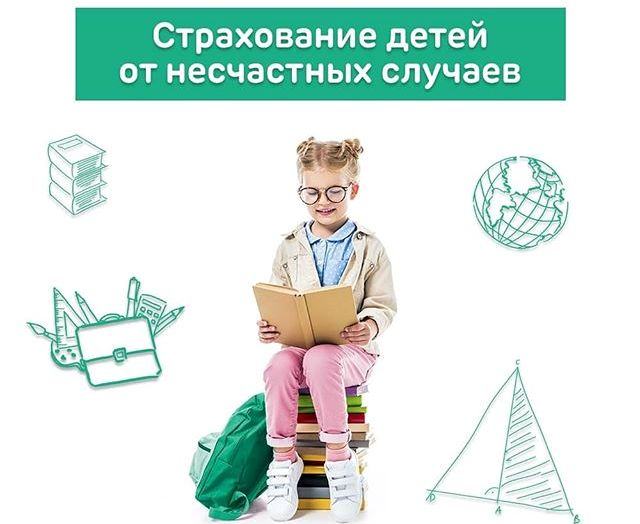 Страхование детей
от несчастных случаев
C
D
A
B